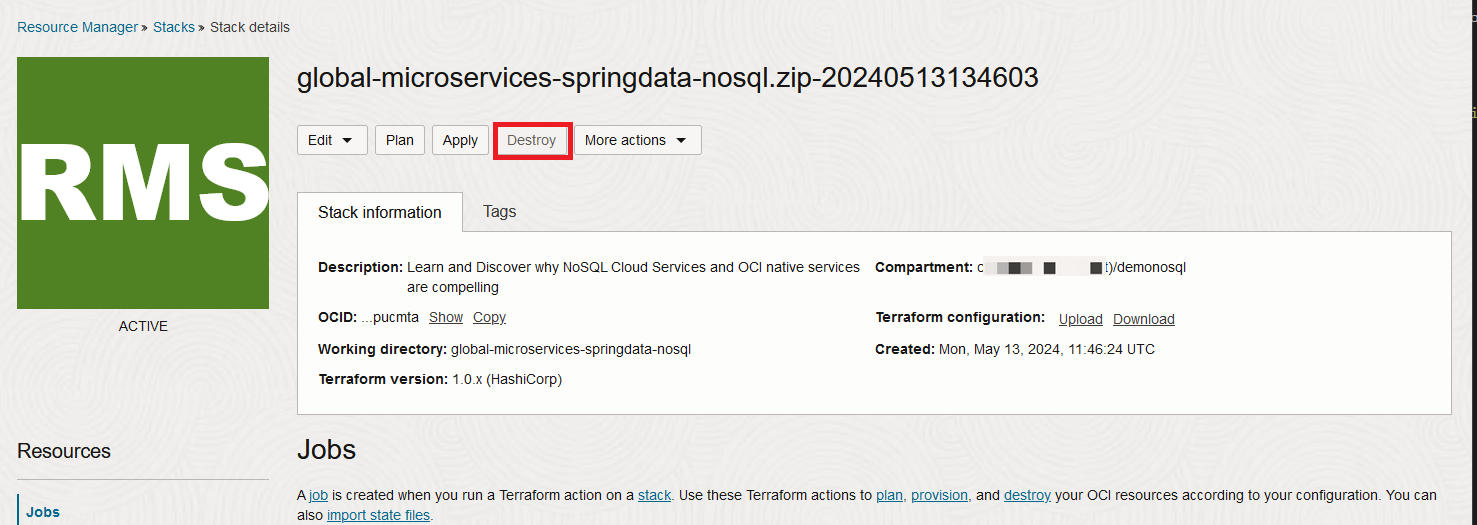 Resource Manager » Stacks » Stack details
RMS
ACTIVE
global-microservices-springdata-nosql.zip-20240513134603
Edit Plan Apply Destroy More actions
Stack information Tags
Description: Learn and Discover why NoSQL Cloud Services and OCI native services
are compelling
Compartment: t)/demonosql
OCID: ...pucmta Show Copy
Terraform configuration: Upload Download
Working directory: global-microservices-springdata-nosql
Created: Mon, May 13, 2024, 11:46:24 UTC
Terraform version: 1.0.x (HashiCorp)
Resources
Jobs
Jobs
A job is created when you run a Terraform action on a stack. Use these Terraform actions to plan, provision, and destroy your OCI resources according to your configuration. You can
also import state files.